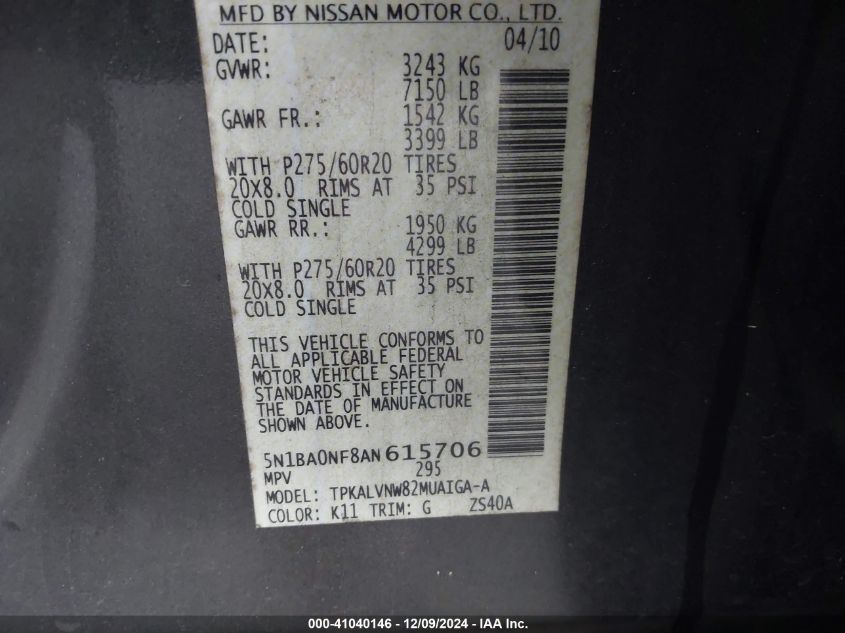 MFD BY NISSAN MOTOR CO., LTD.
DATE: 04/10
GVWR: 3243 KG
7150 LB
GAWR FR.: 1542 KG
3399 LB
WITH P275/60R20 TIRES
20X8.0 RIMS AT 35 PSI
COLD SINGLE
GAWR RR.: 1950 KG
4299 LB
WITH P275/60R20 TIRES
20X8.0 RIMS AT 35 PSI
COLD SINGLE
THIS VEHICLE CONFORMS TO
ALL APPLICABLE FEDERAL
MOTOR VEHICLE SAFETY
STANDARDS IN EFFECT ON
THE DATE OF MANUFACTURE
SHOWN ABOVE.
5N1BA0NF8AN615706
MPV 295
MODEL: TPKALVNW82MUAIGA-A
COLOR: K11 TRIM: G ZS40A
000-41040146 - 12/09/2024 - IAA Inc.